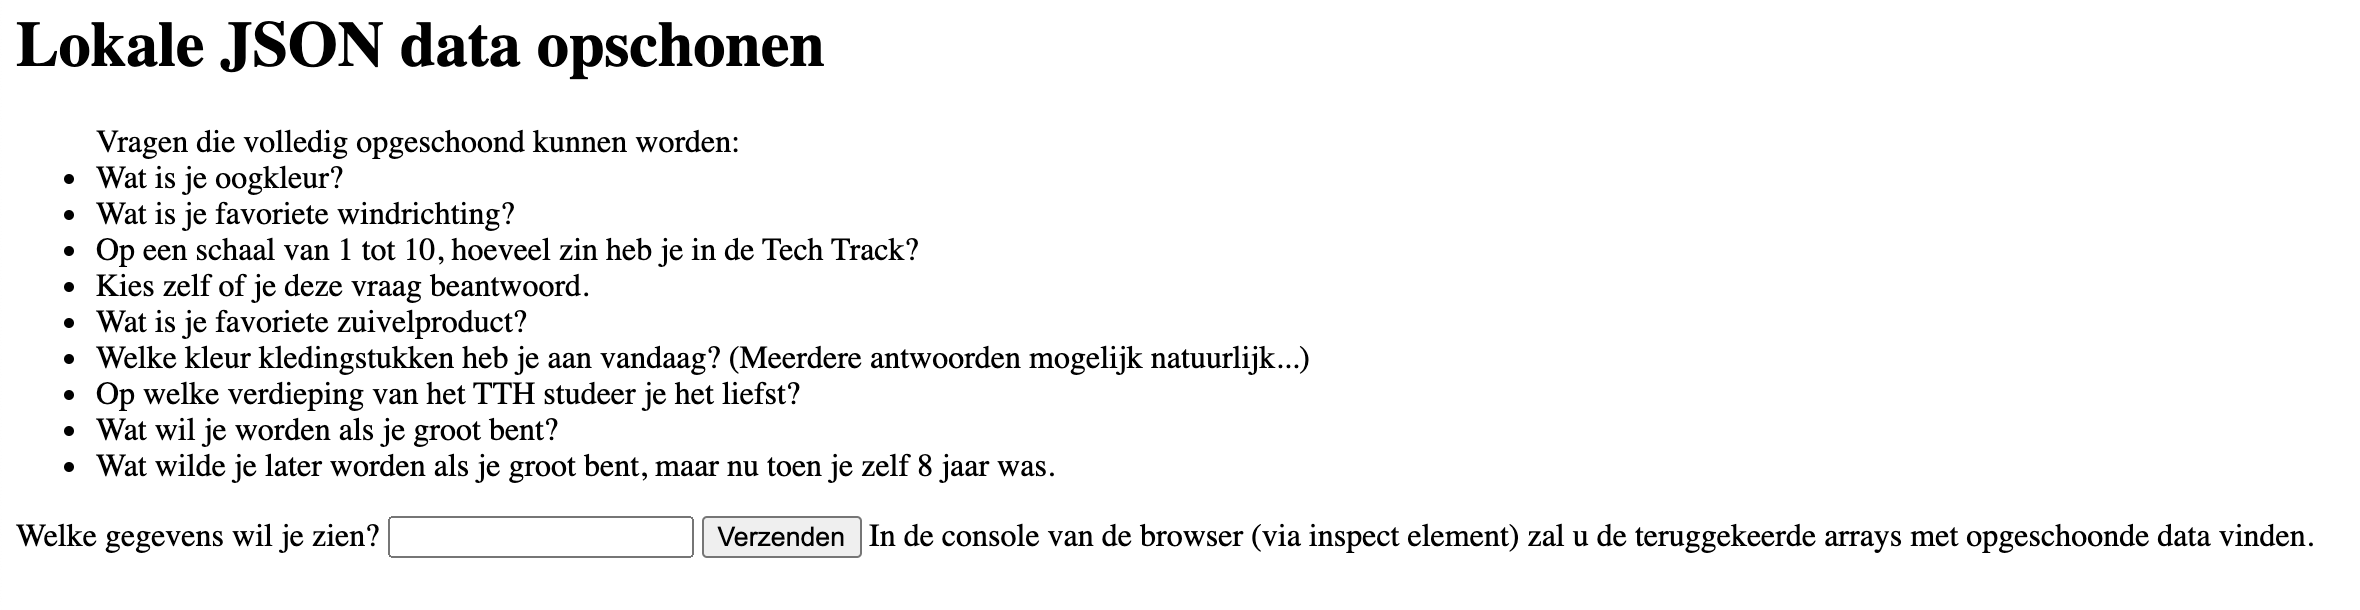 Lokale JSON data opschonen
Vragen die volledig opgeschoond kunnen worden:
• Wat is je oogkleur?
• Wat is je favoriete windrichting?
• Op een schaal van 1 tot 10, hoeveel zin heb je in de Tech Track?
• Kies zelf of je deze vraag beantwoord.
• Wat is je favoriete zuivelproduct?
• Welke kleur kledingstukken heb je aan vandaag? (Meerdere antwoorden mogelijk natuurlijk...)
• Op welke verdieping van het TTH studeer je het liefst?
• Wat wil je worden als je groot bent?
• Wat wilde je later worden als je groot bent, maar nu toen je zelf 8 jaar was.
Welke gegevens wil je zien? Verzenden In de console van de browser (via inspect element) zal u de teruggekeerde arrays met opgeschoonde data vinden.